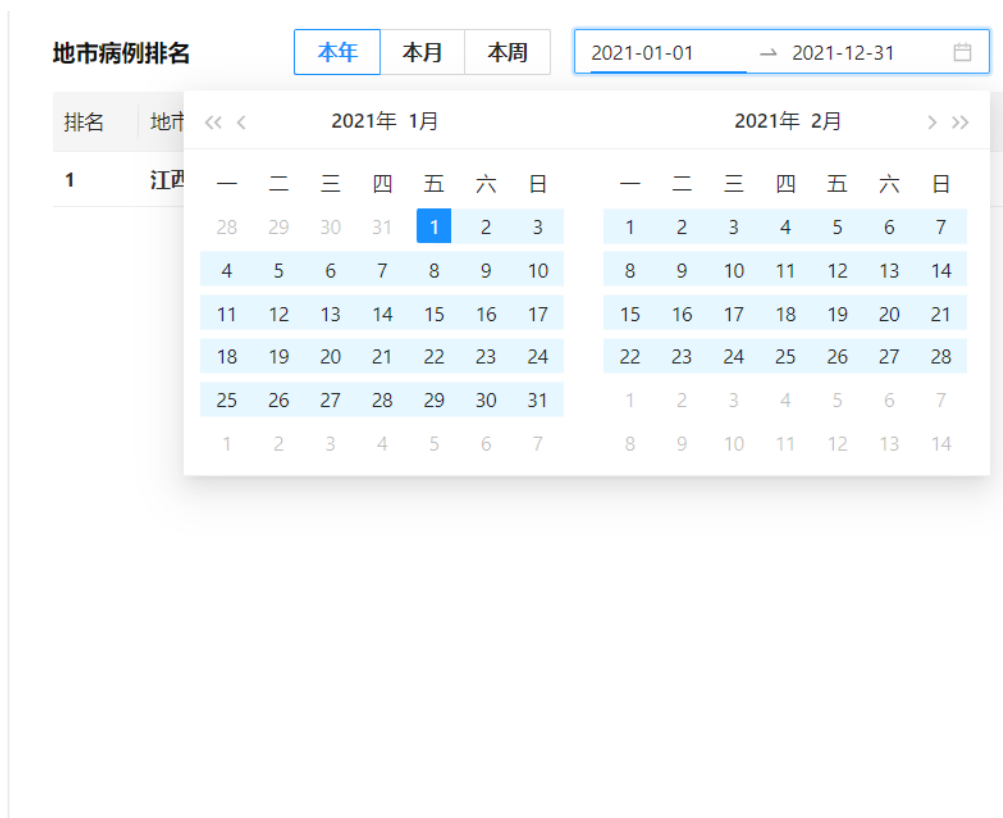 地市病例排名 本年 本月 本周 2021-01-01 → 2021-12-31
排名 地市 << < 2021年 1月 2021年 2月 > >>
1 江西
一 二 三 四 五 六 日 一 二 三 四 五 六 日
28 29 30 31 1 2 3 1 2 3 4 5 6 7
4 5 6 7 8 9 10 8 9 10 11 12 13 14
11 12 13 14 15 16 17 15 16 17 18 19 20 21
18 19 20 21 22 23 24 22 23 24 25 26 27 28
25 26 27 28 29 30 31 1 2 3 4 5 6 7
1 2 3 4 5 6 7 8 9 10 11 12 13 14